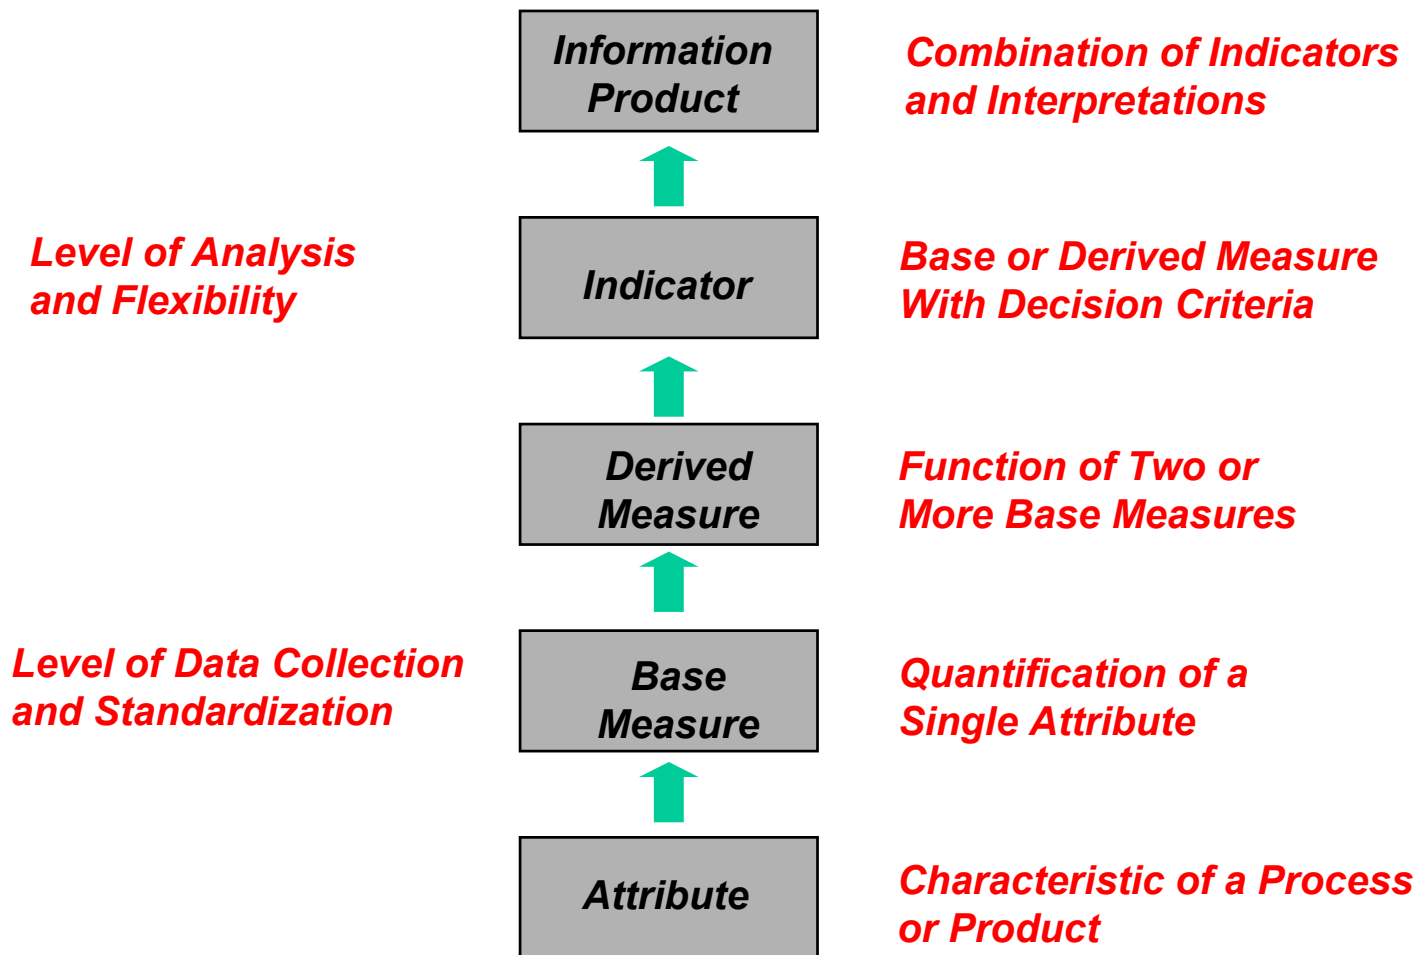 Information
Product
Combination of Indicators
and Interpretations
Level of Analysis
and Flexibility
Indicator
Base or Derived Measure
With Decision Criteria
Derived
Measure
Function of Two or
More Base Measures
Level of Data Collection
and Standardization
Base
Measure
Quantification of a
Single Attribute
Attribute
Characteristic of a Process
or Product